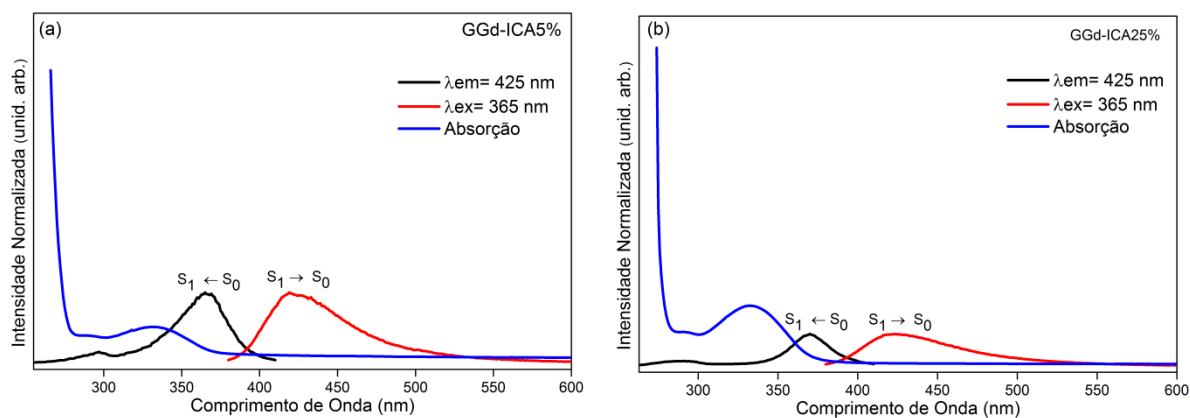 (a)
GGd-ICA5%
λem= 425 nm
λex= 365 nm
Absorção
S₁ ← S₀
S₁ → S₀
Intensidade Normalizada (unid. arb.)
300 350 400 450 500 550 600
Comprimento de Onda (nm)
(b)
GGd-ICA25%
λem= 425 nm
λex= 365 nm
Absorção
S₁ ← S₀
S₁ → S₀
Intensidade Normalizada (unid. arb.)
300 350 400 450 500 550 600
Comprimento de Onda (nm)